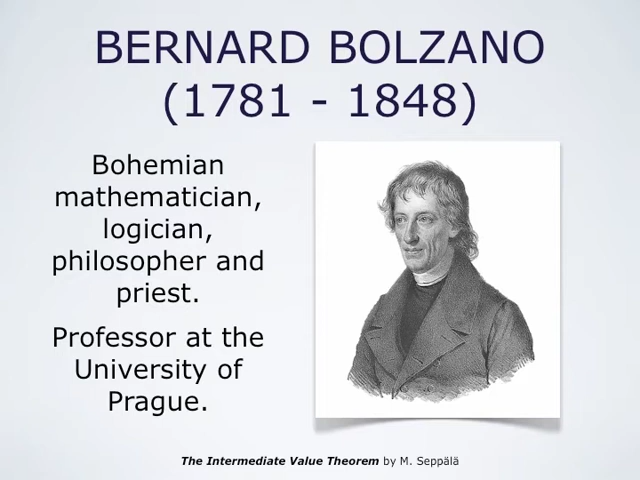 BERNARD BOLZANO
(1781 - 1848)
Bohemian
mathematician,
logician,
philosopher and
priest.
Professor at the
University of
Prague.
The Intermediate Value Theorem by M. Seppälä